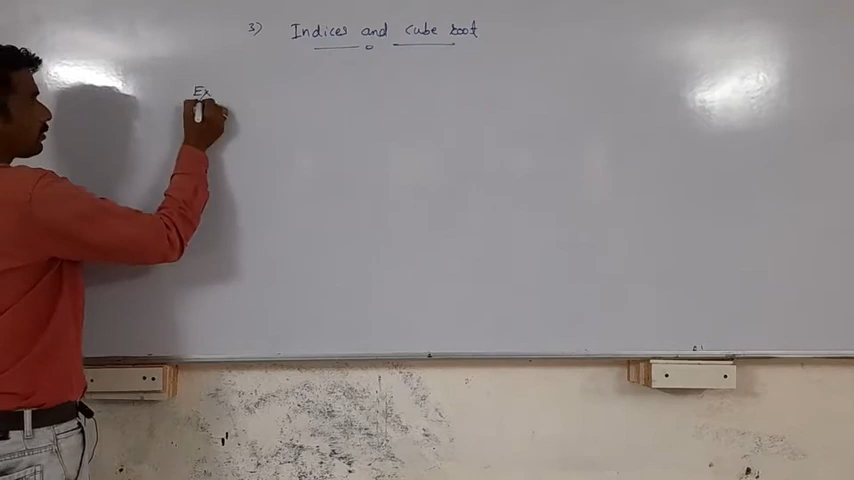 3) Indices and cube root
Ex